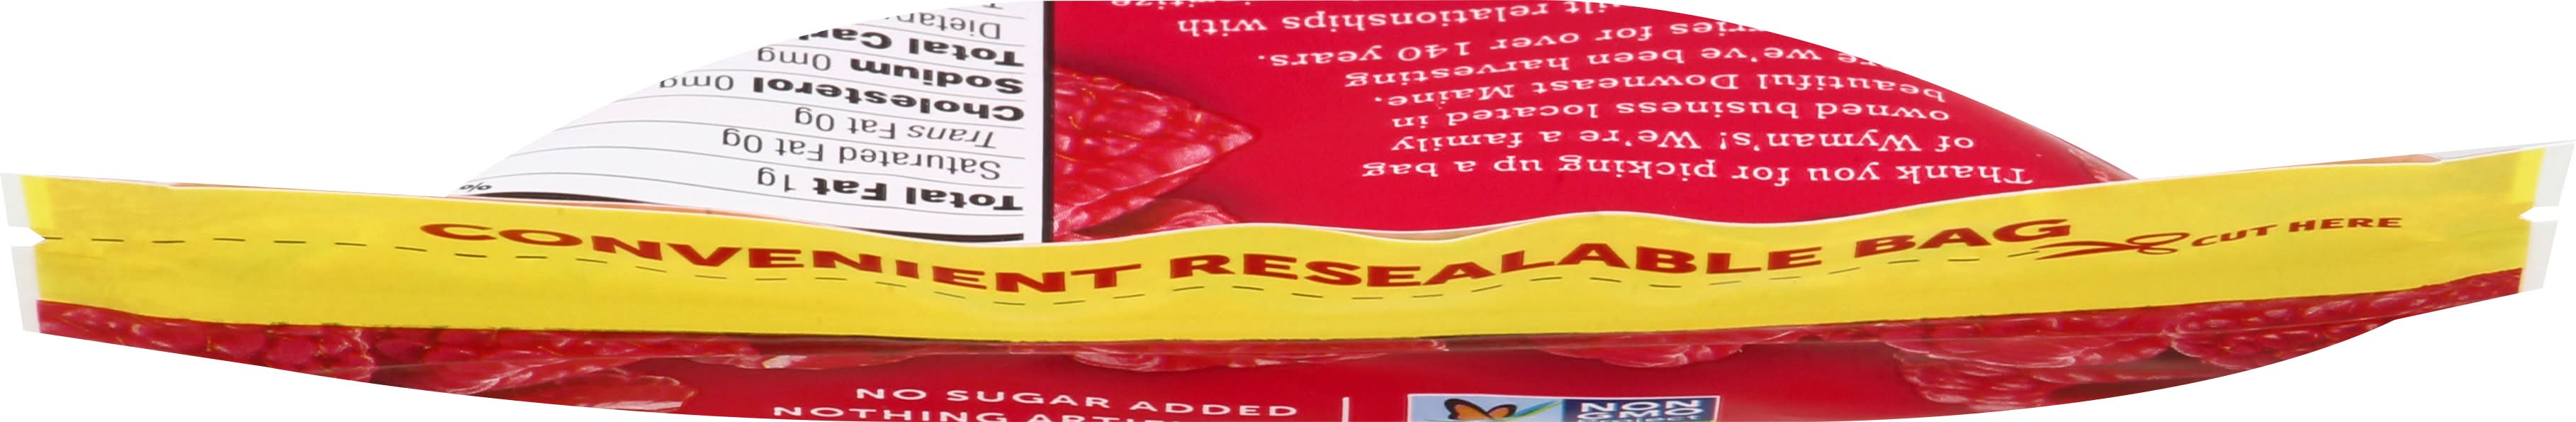 Thank you for picking up a bag
of Wyman's! We're a family
owned business located in
beautiful Downeast Maine.
we've been harvesting
for over 140 years.
relationships with
Total Fat 1g
Saturated Fat 0g
Trans Fat 0g
Cholesterol 0mg
Sodium 0mg
Total
%
CONVENIENT RESEALABLE BAG
CUT HERE
NO SUGAR ADDED
NOTHING
NON
GMO
Project